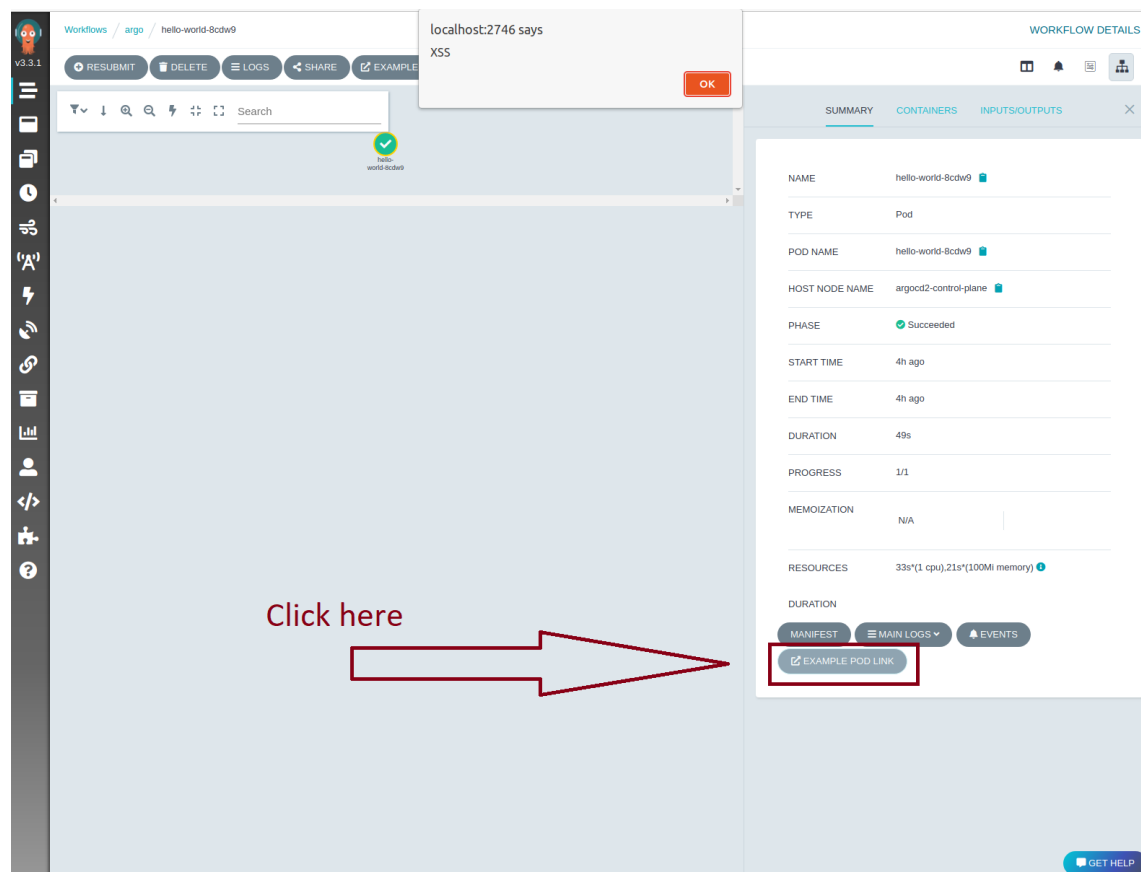 Workflows / argo / hello-world-8cdw9
localhost:2746 says
XSS
OK
WORKFLOW DETAILS
v3.3.1
RESUBMIT
DELETE
LOGS
SHARE
EXAMPLE
Search
hello-
world-8cdw9
SUMMARY
CONTAINERS
INPUTS/OUTPUTS
NAME hello-world-8cdw9
TYPE Pod
POD NAME hello-world-8cdw9
HOST NODE NAME argocd2-control-plane
PHASE Succeeded
START TIME 4h ago
END TIME 4h ago
DURATION 49s
PROGRESS 1/1
MEMOIZATION N/A
RESOURCES 33s*(1 cpu),21s*(100Mi memory)
DURATION
MANIFEST
MAIN LOGS
EVENTS
EXAMPLE POD LINK
Click here
GET HELP